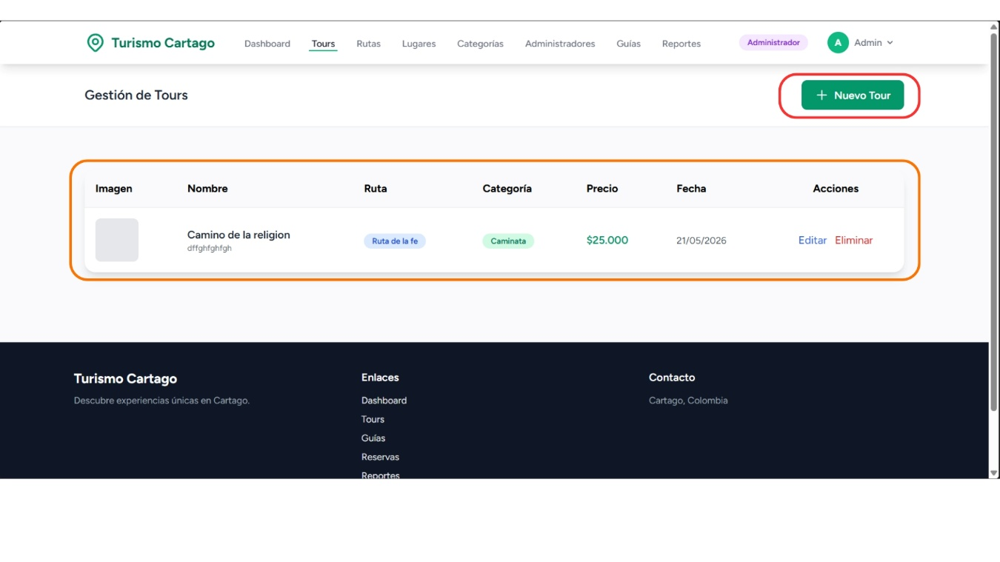 Turismo Cartago Dashboard Tours Rutas Lugares Categorías Administradores Guías Reportes Administrador A Admin
Gestión de Tours + Nuevo Tour
Imagen Nombre Ruta Categoría Precio Fecha Acciones
Camino de la religion
dffghfghfgh
Ruta de la fe Caminata $25.000 21/05/2026 Editar Eliminar
Turismo Cartago
Descubre experiencias únicas en Cartago.
Enlaces
Dashboard
Tours
Guías
Reservas
Reportes
Contacto
Cartago, Colombia